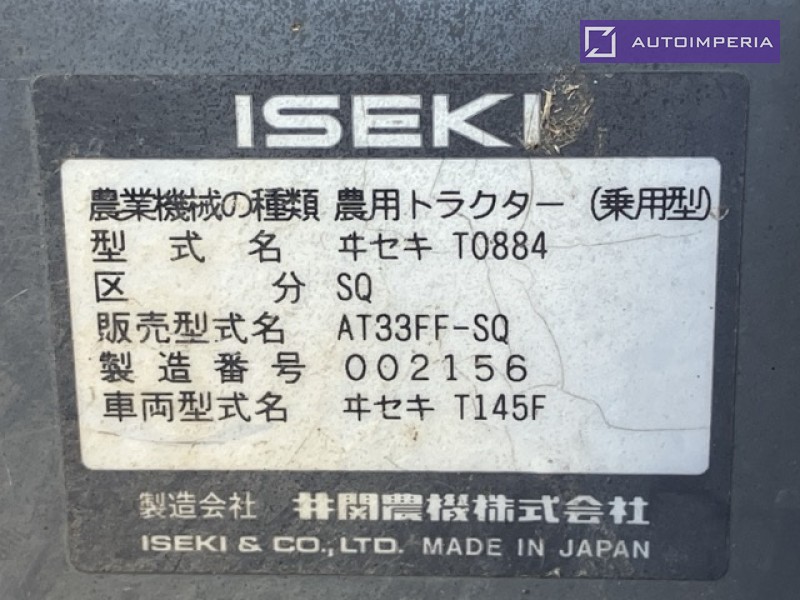 AUTOIMPERIA
ISEKI
農業機械の種類 農用トラクター(乗用型)
型式名 ヰセキ T0884
区分 SQ
販売型式名 AT33FF-SQ
製造番号 002156
車両型式名 ヰセキ T145F
製造会社 井関農機株式会社
ISEKI & CO.,LTD. MADE IN JAPAN